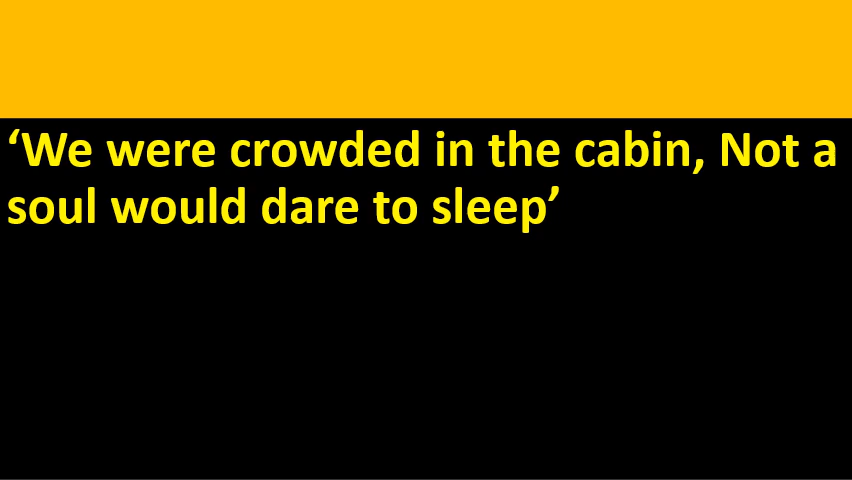 ‘We were crowded in the cabin, Not a
soul would dare to sleep’